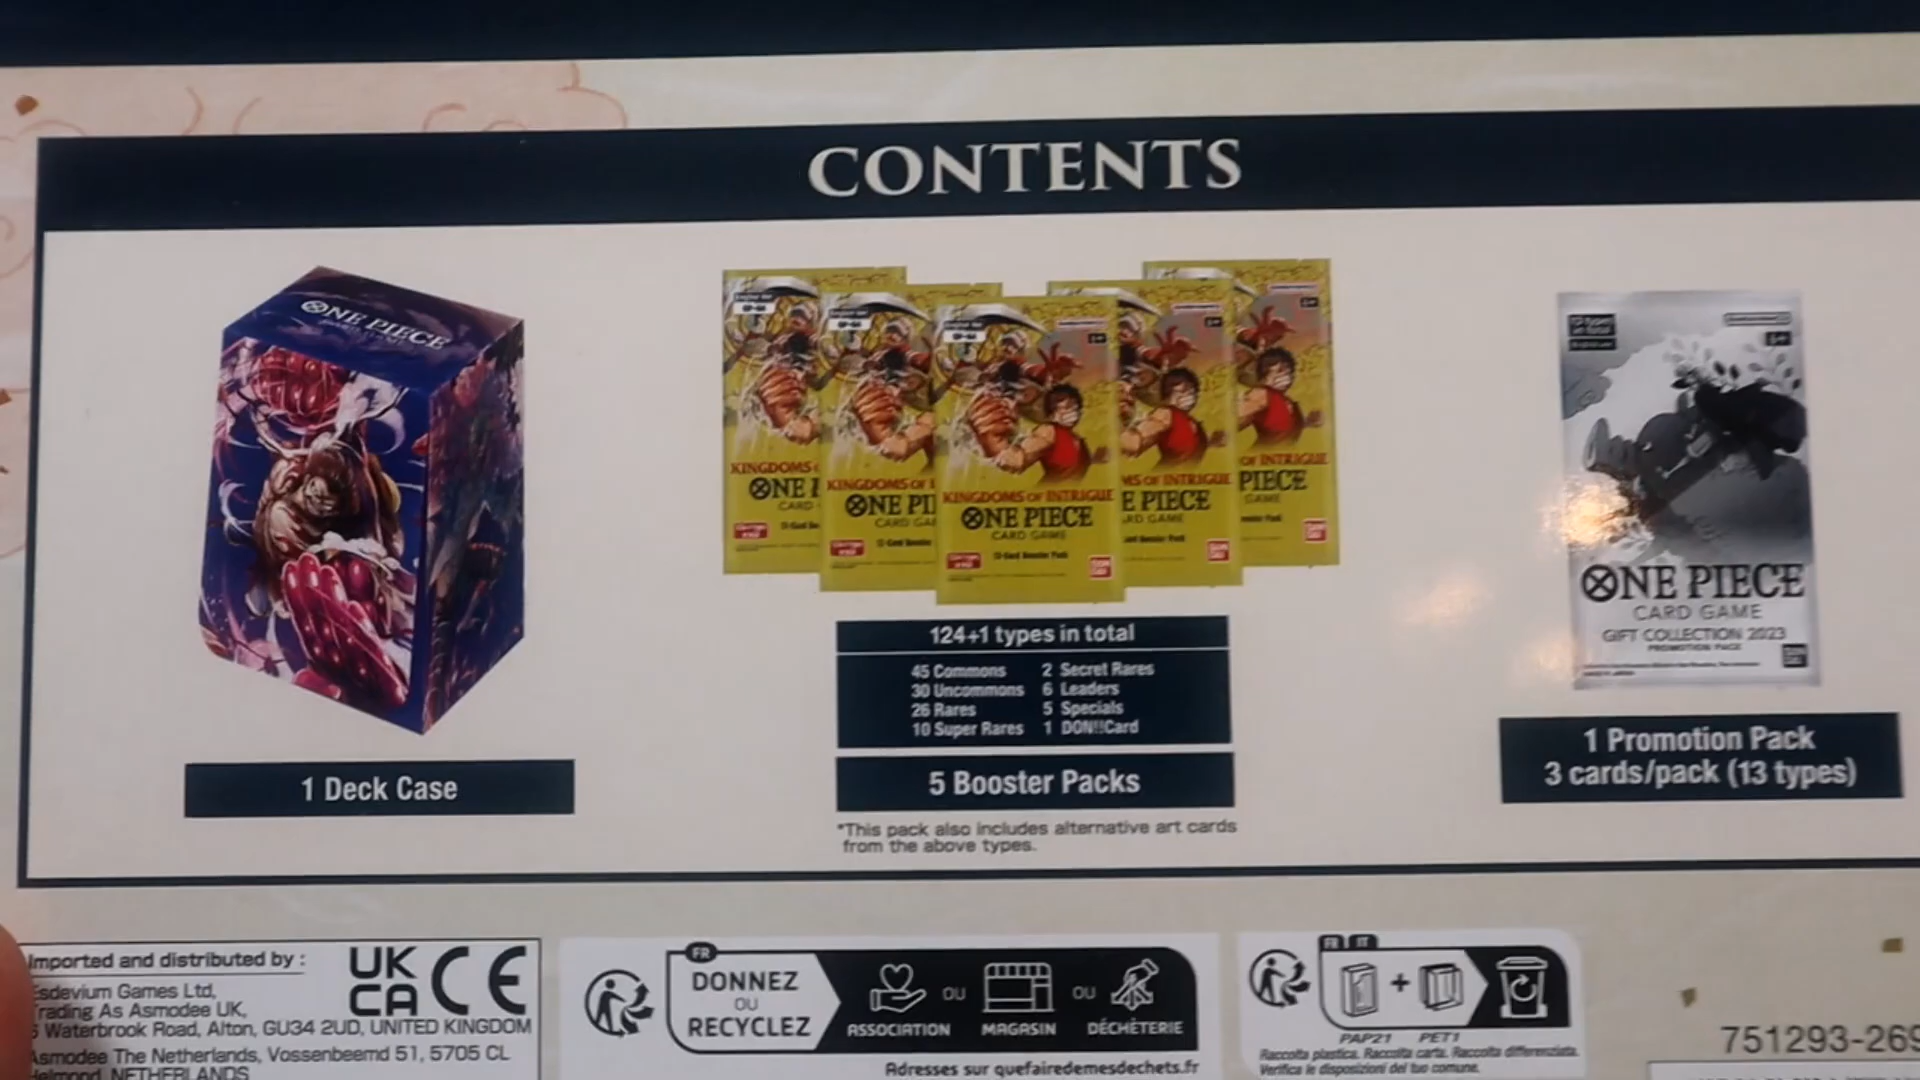 CONTENTS
ONE PIECE
1 Deck Case
KINGDOMS OF INTRIGUE
ONE PIECE
CARD GAME
124+1 types in total
45 Commons 2 Secret Rares
30 Uncommons 6 Leaders
26 Rares 5 Specials
10 Super Rares 1 DON!!Card
5 Booster Packs
*This pack also includes alternative art cards
from the above types.
ONE PIECE
CARD GAME
GIFT COLLECTION 2023
PROMOTION PACK
1 Promotion Pack
3 cards/pack (13 types)
Imported and distributed by :
Esdevium Games Ltd,
Trading As Asmodee UK,
6 Waterbrook Road, Alton, GU34 2UD, UNITED KINGDOM
Asmodee The Netherlands, Vossenbeemd 51, 5705 CL
Helmond, NETHERLANDS
UK
CA
CE
FR
DONNEZ
OU
RECYCLEZ
ASSOCIATION OU MAGASIN OU DÉCHÈTERIE
Adresses sur quefairedemesdechets.fr
FR IT
PAP21 PET1
Raccolta plastica. Raccolta carta. Raccolta differenziata.
Verifica le disposizioni del tuo comune.
751293-269